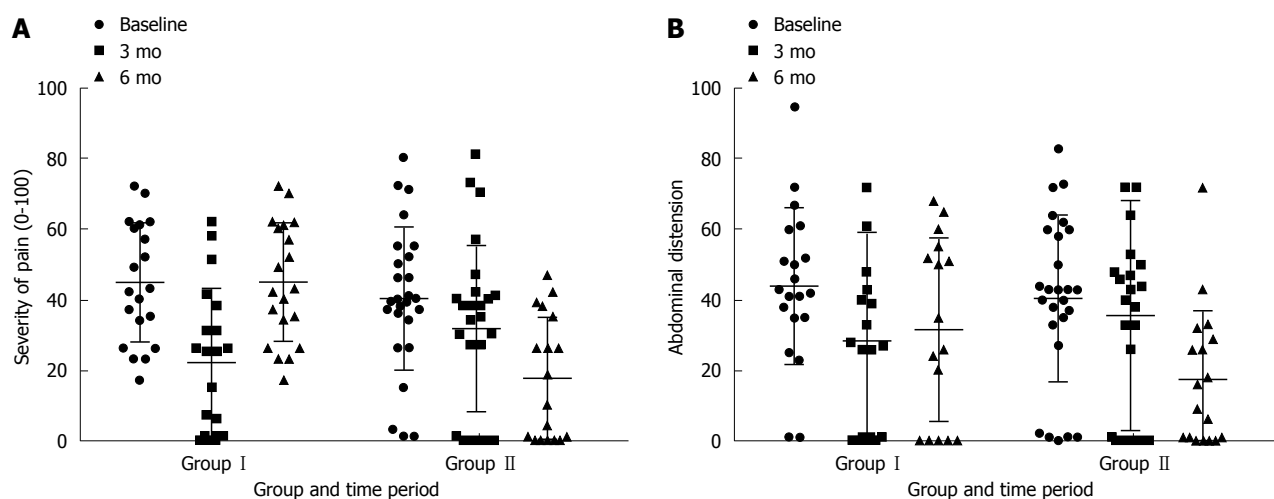 A
Baseline
3 mo
6 mo
Severity of pain (0-100)
100
80
60
40
20
0
Group Ⅰ
Group Ⅱ
Group and time period
B
Baseline
3 mo
6 mo
Abdominal distension
100
80
60
40
20
0
Group Ⅰ
Group Ⅱ
Group and time period